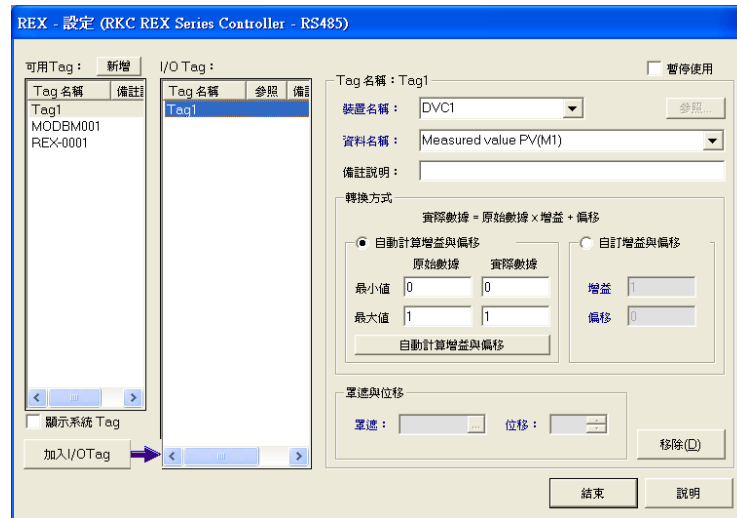 REX - 設定 (RKC REX Series Controller - RS485)
可用Tag： 新增 I/O Tag： 暫停使用
Tag 名稱 備註 Tag 名稱 參照 備
Tag1 Tag1
MODBM001
REX-0001
Tag 名稱：Tag1
裝置名稱： DVC1 參照...
資料名稱： Measured value PV(M1)
備註說明：
轉換方式
實際數據 = 原始數據 x 增益 + 偏移
自動計算增益與偏移 自訂增益與偏移
原始數據 實際數據
最小值 0 0 增益 1
最大值 1 1 偏移 0
自動計算增益與偏移
罩遮與位移
罩遮： ... 位移：
顯示系統 Tag
加入I/OTag 移除(D)
結束 說明